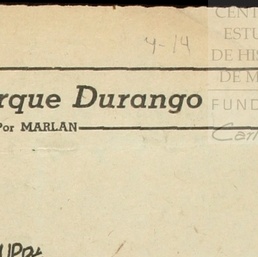 4-14
CENT
ESTU
DE HIS
DE M
FUND
rque Durango
Por MARLAN